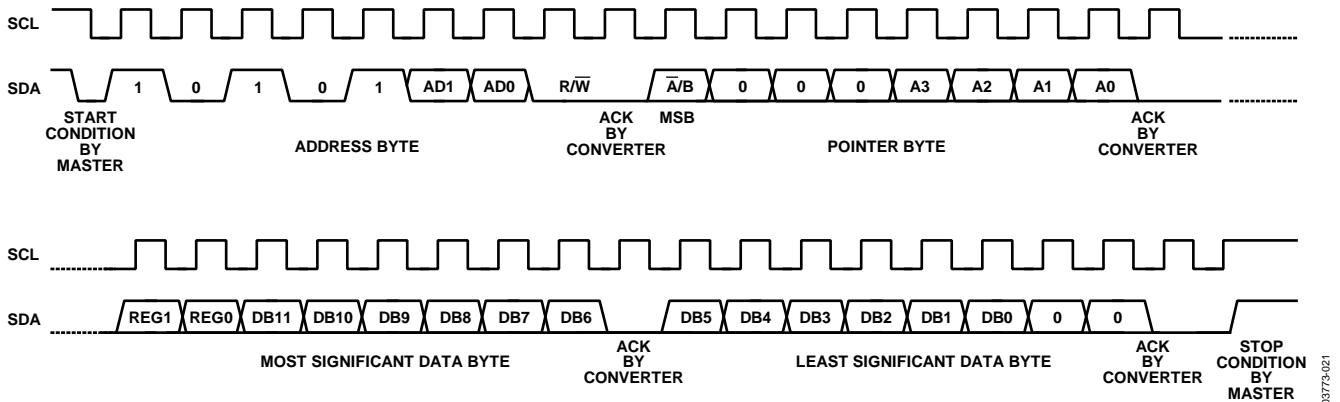 SCL
SDA
1 0 1 0 1 AD1 AD0 R/W̅ A̅/B 0 0 0 A3 A2 A1 A0
START
CONDITION
BY
MASTER
ADDRESS BYTE
ACK
BY
CONVERTER
MSB
POINTER BYTE
ACK
BY
CONVERTER
SCL
SDA
REG1 REG0 DB11 DB10 DB9 DB8 DB7 DB6 DB5 DB4 DB3 DB2 DB1 DB0 0 0
MOST SIGNIFICANT DATA BYTE
ACK
BY
CONVERTER
LEAST SIGNIFICANT DATA BYTE
ACK
BY
CONVERTER
STOP
CONDITION
BY
MASTER
03773-021